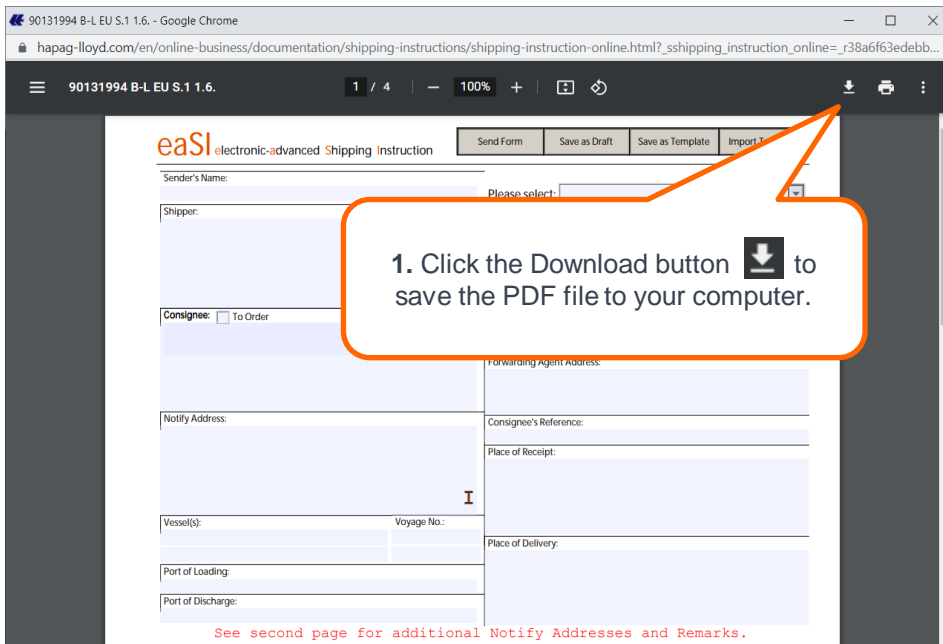 90131994 B-L EU S.1 1.6. - Google Chrome
hapag-lloyd.com/en/online-business/documentation/shipping-instructions/shipping-instruction-online.html?_sshipping_instruction_online=_r38a6f63edebb...
90131994 B-L EU S.1 1.6. 1 / 4 — 100% +
eaSI electronic-advanced Shipping Instruction
Send Form Save as Draft Save as Template Import
Sender's Name:
Please select:
Shipper:
1. Click the Download button to
save the PDF file to your computer.
Consignee: To Order
Forwarding Agent Address:
Notify Address:
Consignee's Reference:
Place of Receipt:
Vessel(s): Voyage No.:
Place of Delivery:
Port of Loading:
Port of Discharge:
See second page for additional Notify Addresses and Remarks.